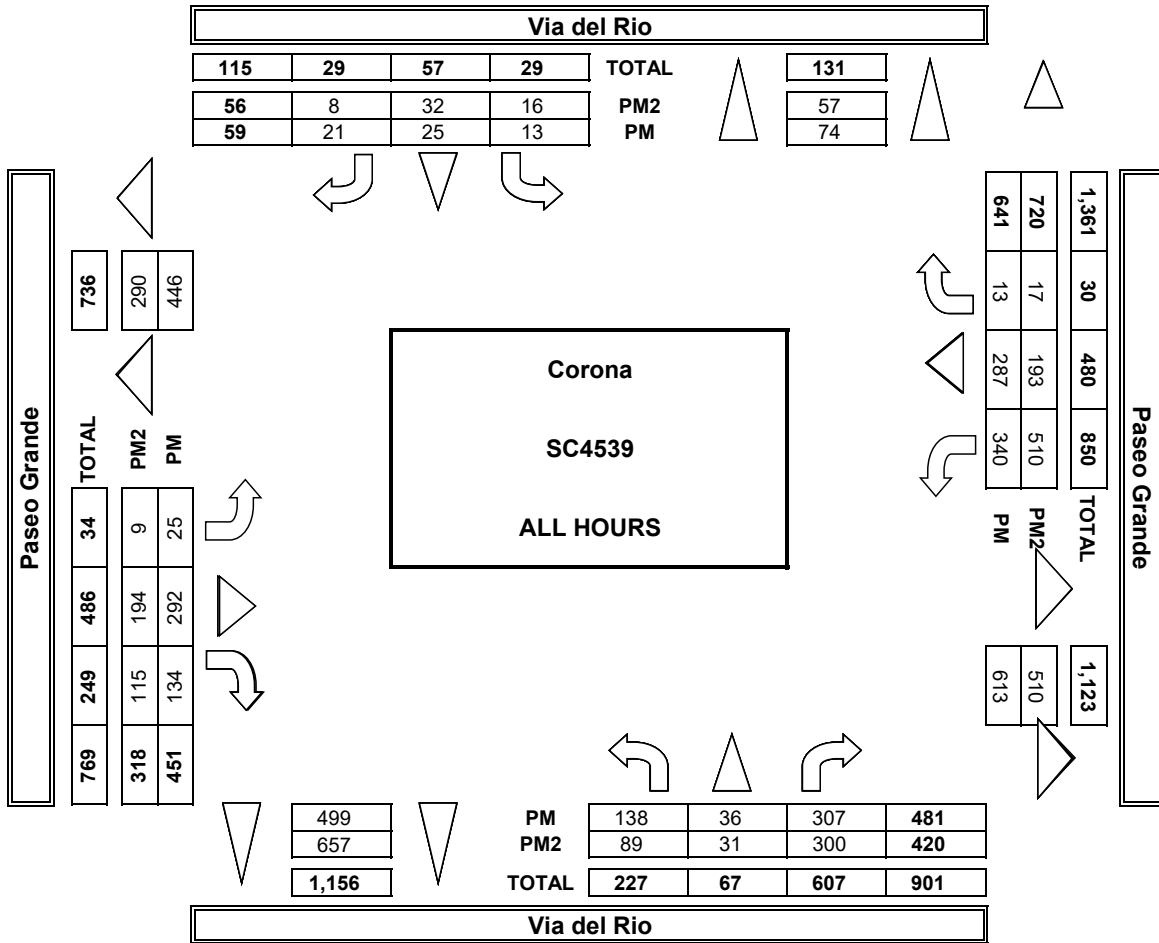 Via del Rio
115 29 57 29 TOTAL 131
56 8 32 16 PM2 57
59 21 25 13 PM 74
Paseo Grande
736 290 446
TOTAL PM2 PM
34 9 25
486 194 292
249 115 134
769 318 451
Corona
SC4539
ALL HOURS
641 720 1,361
13 17 30
287 193 480
340 510 850
PM PM2 TOTAL
613 510 1,123
Paseo Grande
499 PM 138 36 307 481
657 PM2 89 31 300 420
1,156 TOTAL 227 67 607 901
Via del Rio